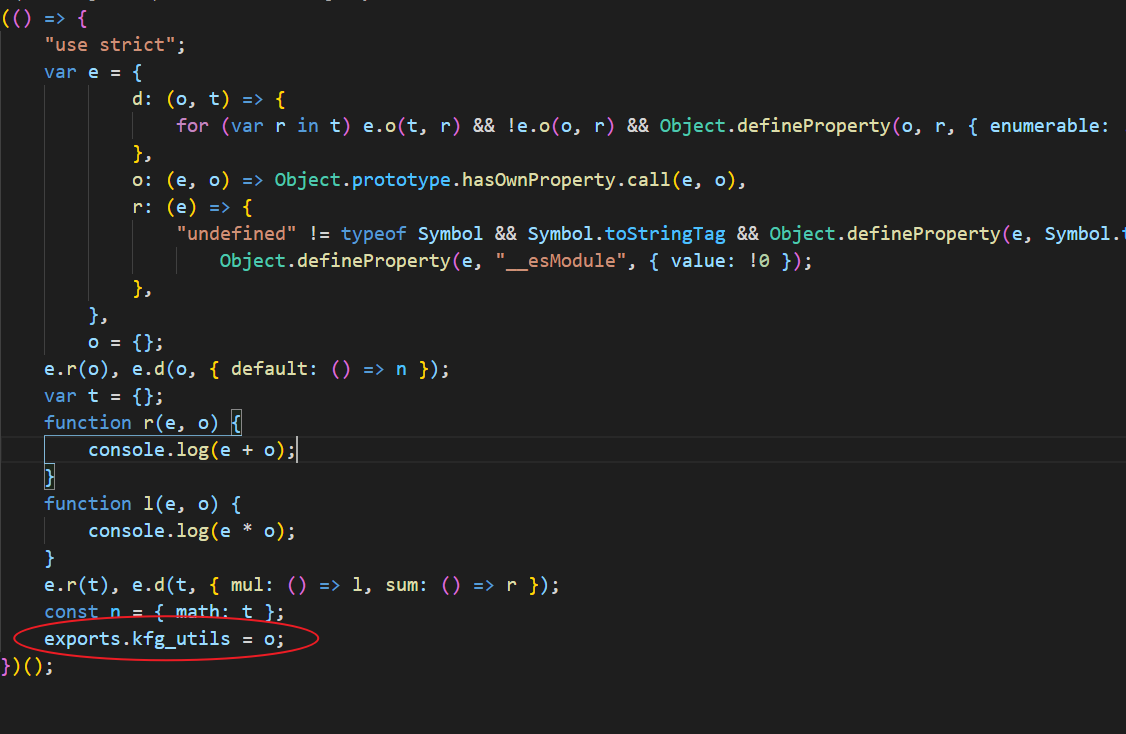 (() => {
"use strict";
var e = {
d: (o, t) => {
for (var r in t) e.o(t, r) && !e.o(o, r) && Object.defineProperty(o, r, { enumerable:
},
o: (e, o) => Object.prototype.hasOwnProperty.call(e, o),
r: (e) => {
"undefined" != typeof Symbol && Symbol.toStringTag && Object.defineProperty(e, Symbol.
Object.defineProperty(e, "__esModule", { value: !0 });
},
},
o = {};
e.r(o), e.d(o, { default: () => n });
var t = {};
function r(e, o) {
console.log(e + o);
}
function l(e, o) {
console.log(e * o);
}
e.r(t), e.d(t, { mul: () => l, sum: () => r });
const n = { math: t };
exports.kfg_utils = o;
})();